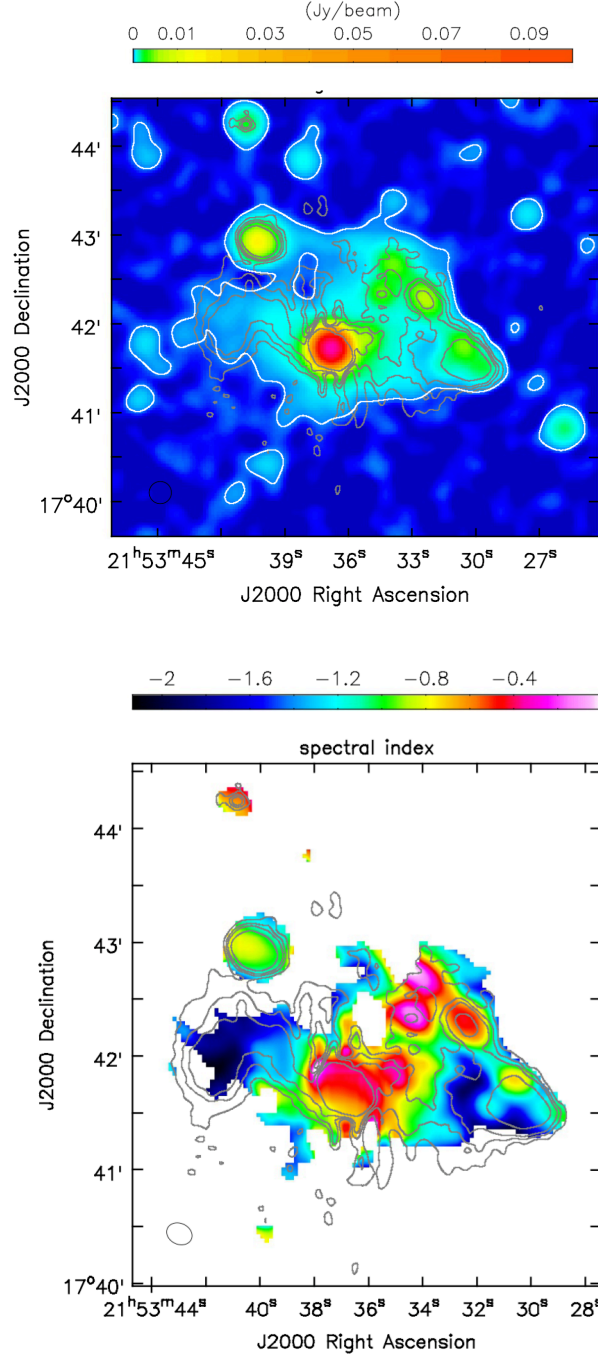 (Jy/beam)
0 0.01 0.03 0.05 0.07 0.09
44'
43'
42'
41'
17°40'
J2000 Declination
21ʰ53ᵐ45ˢ 39ˢ 36ˢ 33ˢ 30ˢ 27ˢ
J2000 Right Ascension
−2 −1.6 −1.2 −0.8 −0.4
spectral index
44'
43'
42'
41'
17°40'
J2000 Declination
21ʰ53ᵐ44ˢ 40ˢ 36ˢ 34ˢ 32ˢ 30ˢ 28ˢ
J2000 Right Ascension